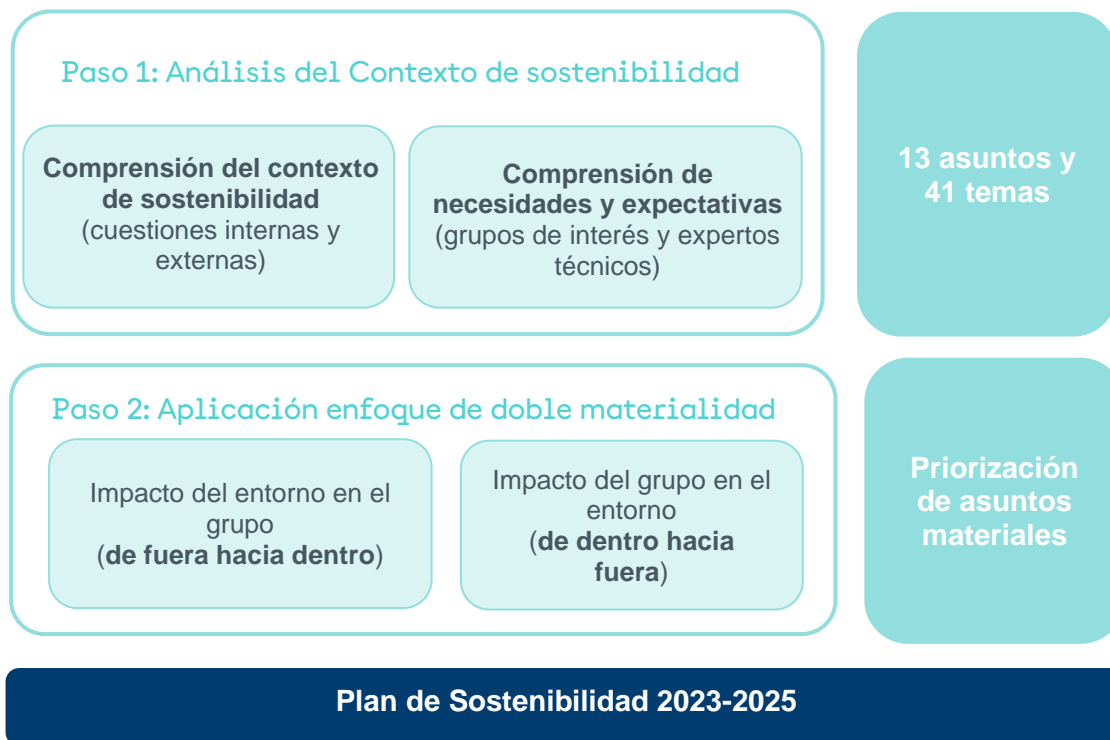 Paso 1: Análisis del Contexto de sostenibilidad
Comprensión del contexto
de sostenibilidad
(cuestiones internas y
externas)
Comprensión de
necesidades y expectativas
(grupos de interés y expertos
técnicos)
13 asuntos y
41 temas
Paso 2: Aplicación enfoque de doble materialidad
Impacto del entorno en el
grupo
(de fuera hacia dentro)
Impacto del grupo en el
entorno
(de dentro hacia
fuera)
Priorización
de asuntos
materiales
Plan de Sostenibilidad 2023-2025